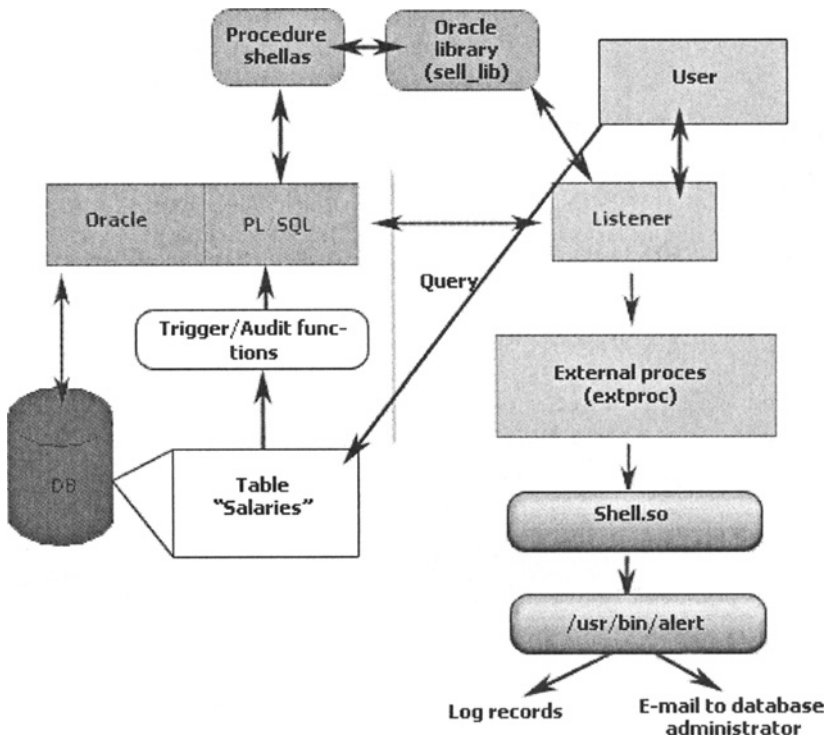 Procedure
shellas
Oracle
library
(sell_lib)
User
Oracle
PL/SQL
Listener
Query
Trigger/Audit func-
tions
External proces
(extproc)
DB
Table
“Salaries”
Shell.so
/usr/bin/alert
Log records
E-mail to database
administrator